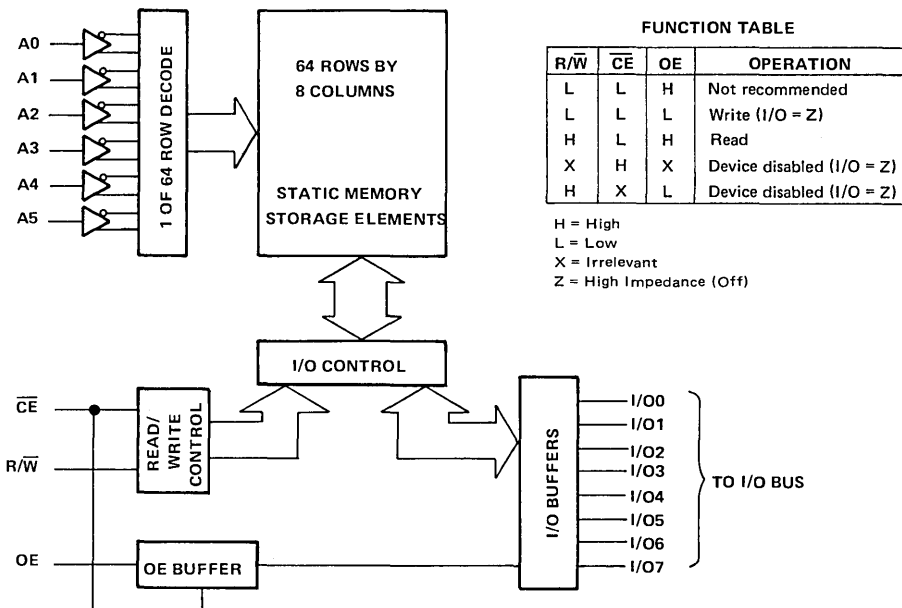 A0
A1
A2
A3
A4
A5
1 OF 64 ROW DECODE
64 ROWS BY
8 COLUMNS
STATIC MEMORY
STORAGE ELEMENTS
FUNCTION TABLE
R/W̅ C̅E̅ OE OPERATION
L L H Not recommended
L L L Write (I/O = Z)
H L H Read
X H X Device disabled (I/O = Z)
H X L Device disabled (I/O = Z)
H = High
L = Low
X = Irrelevant
Z = High Impedance (Off)
I/O CONTROL
C̅E̅
R/W̅
READ/
WRITE
CONTROL
OE
OE BUFFER
I/O BUFFERS
I/O0
I/O1
I/O2
I/O3
I/O4
I/O5
I/O6
I/O7
TO I/O BUS